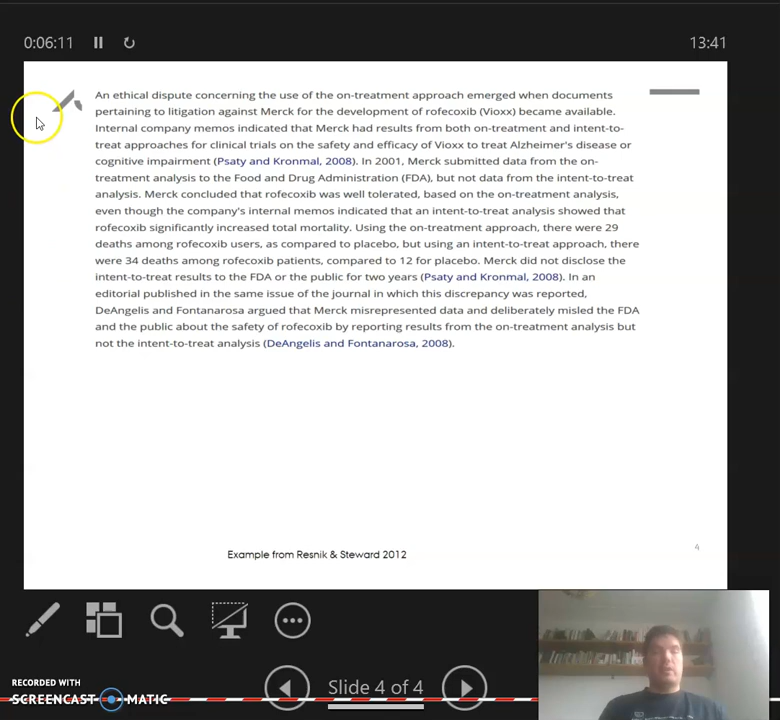 0:06:11
13:41
An ethical dispute concerning the use of the on-treatment approach emerged when documents
pertaining to litigation against Merck for the development of rofecoxib (Vioxx) became available.
Internal company memos indicated that Merck had results from both on-treatment and intent-to-
treat approaches for clinical trials on the safety and efficacy of Vioxx to treat Alzheimer's disease or
cognitive impairment (Psaty and Kronmal, 2008). In 2001, Merck submitted data from the on-
treatment analysis to the Food and Drug Administration (FDA), but not data from the intent-to-treat
analysis. Merck concluded that rofecoxib was well tolerated, based on the on-treatment analysis,
even though the company's internal memos indicated that an intent-to-treat analysis showed that
rofecoxib significantly increased total mortality. Using the on-treatment approach, there were 29
deaths among rofecoxib users, as compared to placebo, but using an intent-to-treat approach, there
were 34 deaths among rofecoxib patients, compared to 12 for placebo. Merck did not disclose the
intent-to-treat results to the FDA or the public for two years (Psaty and Kronmal, 2008). In an
editorial published in the same issue of the journal in which this discrepancy was reported,
DeAngelis and Fontanarosa argued that Merck misrepresented data and deliberately misled the FDA
and the public about the safety of rofecoxib by reporting results from the on-treatment analysis but
not the intent-to-treat analysis (DeAngelis and Fontanarosa, 2008).
4
Example from Resnik & Steward 2012
RECORDED WITH
SCREENCAST-O-MATIC
Slide 4 of 4